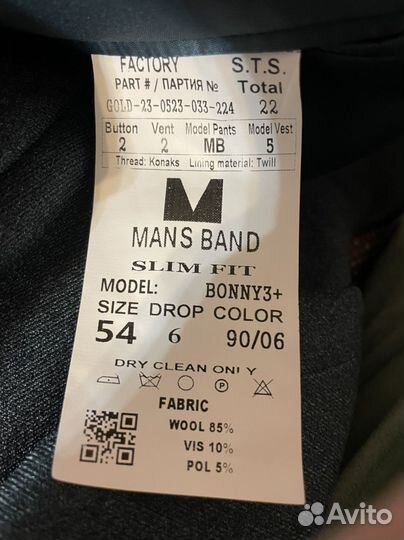 FACTORY S.T.S.
PART # / ПАРТИЯ № Total
GOLD-23-0523-033-224 22
Button Vent Model Pants Model Vest
2 2 MB 5
Thread: Konaks Lining material: Twill
M
MANS BAND
SLIM FIT
MODEL: BONNY3+
SIZE DROP COLOR
54 6 90/06
DRY CLEAN ONLY
P
FABRIC
WOOL 85%
VIS 10%
POL 5%
Avito